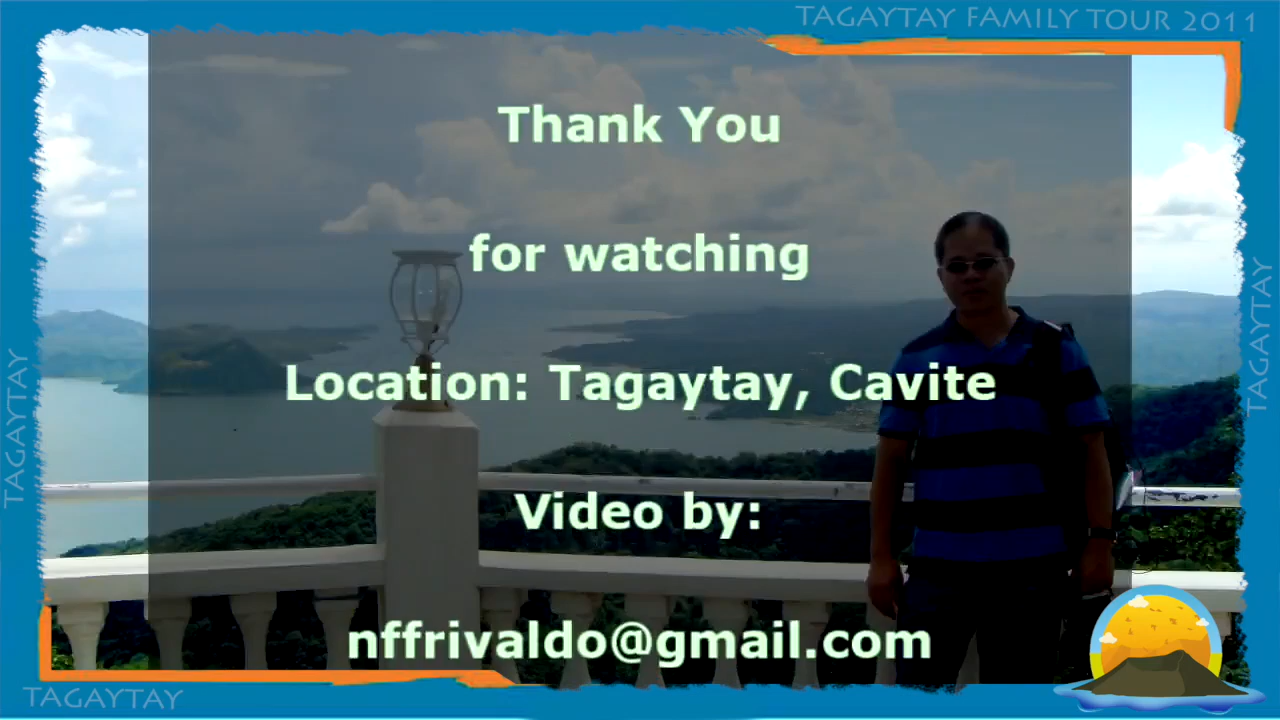 TAGAYTAY FAMILY TOUR 2011
Thank You
for watching
Location: Tagaytay, Cavite
Video by:
nffrivaldo@gmail.com
TAGAYTAY
TAGAYTAY
TAGAYTAY